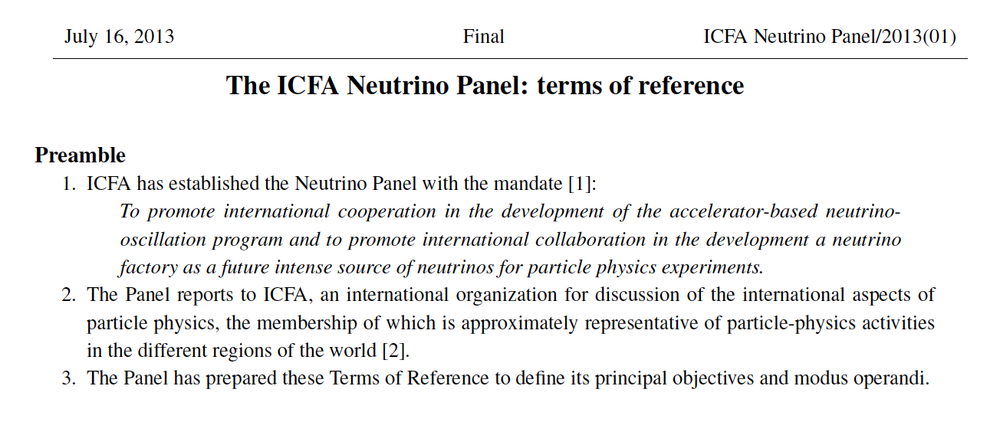 July 16, 2013 Final ICFA Neutrino Panel/2013(01)
The ICFA Neutrino Panel: terms of reference
Preamble
1. ICFA has established the Neutrino Panel with the mandate [1]:
To promote international cooperation in the development of the accelerator-based neutrino-
oscillation program and to promote international collaboration in the development a neutrino
factory as a future intense source of neutrinos for particle physics experiments.
2. The Panel reports to ICFA, an international organization for discussion of the international aspects of
particle physics, the membership of which is approximately representative of particle-physics activities
in the different regions of the world [2].
3. The Panel has prepared these Terms of Reference to define its principal objectives and modus operandi.